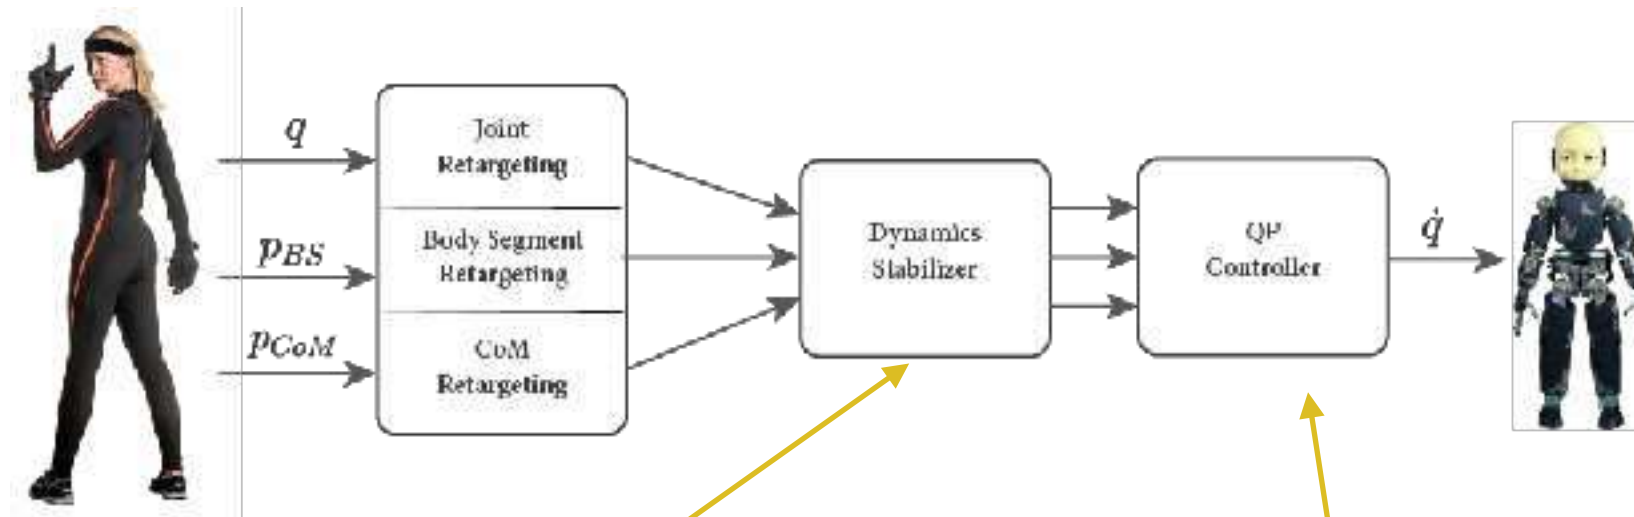 q
Joint
Retargeting
p_BS
Body Segment
Retargeting
p_CoM
CoM
Retargeting
Dynamics
Stabilizer
QP
Controller
q̇